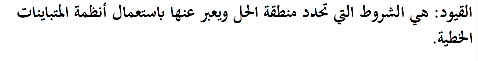 القيود: هي الشروط التي تحدد منطقة الحل ويعبر عنها باستعمال أنظمة المتباينات
الخطية.